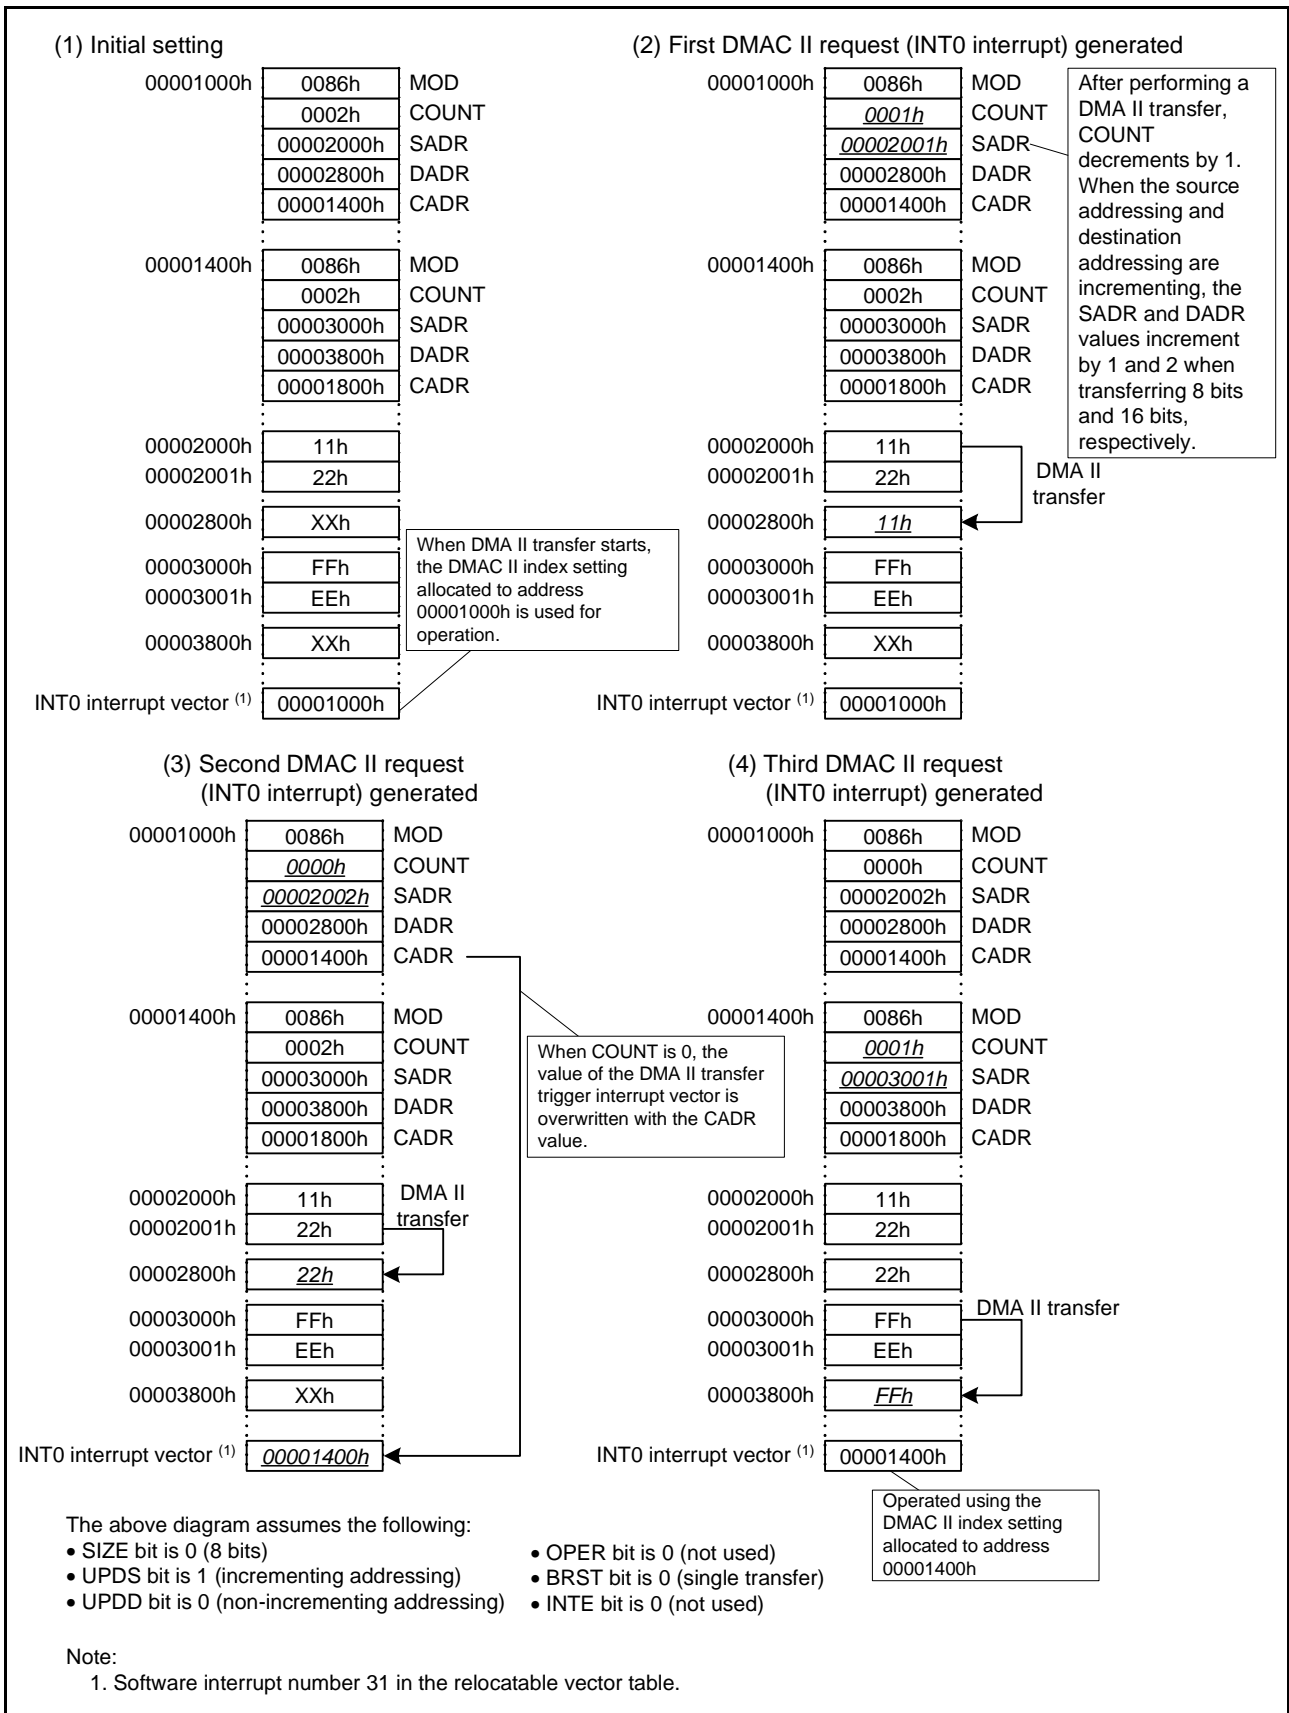 (1) Initial setting
00001000h 0086h MOD
0002h COUNT
00002000h SADR
00002800h DADR
00001400h CADR
00001400h 0086h MOD
0002h COUNT
00003000h SADR
00003800h DADR
00001800h CADR
00002000h 11h
00002001h 22h
00002800h XXh
00003000h FFh
00003001h EEh
00003800h XXh
INT0 interrupt vector (1) 00001000h
When DMA II transfer starts,
the DMAC II index setting
allocated to address
00001000h is used for
operation.
(2) First DMAC II request (INT0 interrupt) generated
00001000h 0086h MOD
0001h COUNT
00002001h SADR
00002800h DADR
00001400h CADR
00001400h 0086h MOD
0002h COUNT
00003000h SADR
00003800h DADR
00001800h CADR
00002000h 11h
00002001h 22h
00002800h 11h
00003000h FFh
00003001h EEh
00003800h XXh
INT0 interrupt vector (1) 00001000h
After performing a
DMA II transfer,
COUNT
decrements by 1.
When the source
addressing and
destination
addressing are
incrementing, the
SADR and DADR
values increment
by 1 and 2 when
transferring 8 bits
and 16 bits,
respectively.
DMA II
transfer
(3) Second DMAC II request
(INT0 interrupt) generated
00001000h 0086h MOD
0000h COUNT
00002002h SADR
00002800h DADR
00001400h CADR
00001400h 0086h MOD
0002h COUNT
00003000h SADR
00003800h DADR
00001800h CADR
00002000h 11h
00002001h 22h
DMA II
transfer
00002800h 22h
00003000h FFh
00003001h EEh
00003800h XXh
INT0 interrupt vector (1) 00001400h
When COUNT is 0, the
value of the DMA II transfer
trigger interrupt vector is
overwritten with the CADR
value.
(4) Third DMAC II request
(INT0 interrupt) generated
00001000h 0086h MOD
0000h COUNT
00002002h SADR
00002800h DADR
00001400h CADR
00001400h 0086h MOD
0001h COUNT
00003001h SADR
00003800h DADR
00001800h CADR
00002000h 11h
00002001h 22h
00002800h 22h
00003000h FFh
DMA II transfer
00003001h EEh
00003800h FFh
INT0 interrupt vector (1) 00001400h
Operated using the
DMAC II index setting
allocated to address
00001400h
The above diagram assumes the following:
• SIZE bit is 0 (8 bits)
• UPDS bit is 1 (incrementing addressing)
• UPDD bit is 0 (non-incrementing addressing)
• OPER bit is 0 (not used)
• BRST bit is 0 (single transfer)
• INTE bit is 0 (not used)
Note:
1. Software interrupt number 31 in the relocatable vector table.